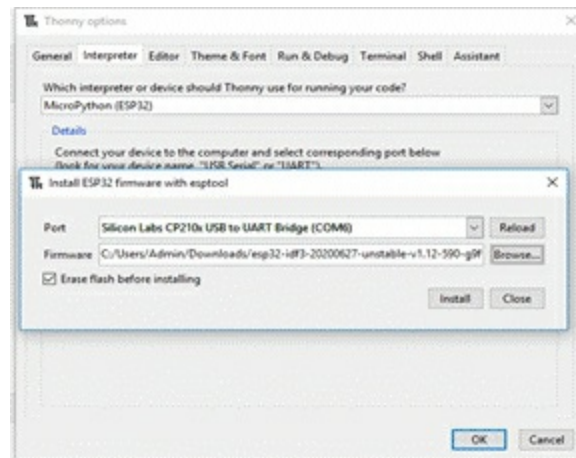 Thonny options
General Interpreter Editor Theme & Font Run & Debug Terminal Shell Assistant
Which interpreter or device should Thonny use for running your code?
MicroPython (ESP32)
Details
Connect your device to the computer and select corresponding port below
(look for your device name, "USB Serial" or "UART").
Install ESP32 firmware with esptool
Port Silicon Labs CP210x USB to UART Bridge (COM6) Reload
Firmware C:/Users/Admin/Downloads/esp32-idf3-20200627-unstable-v1.12-590-g9f Browse...
Erase flash before installing
Install Close
OK Cancel